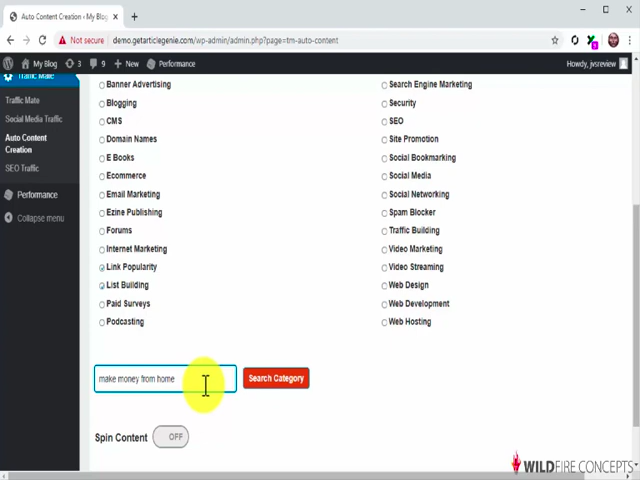 Auto Content Creation ‹ My Blog
Not secure
demo.getarticlegenie.com/wp-admin/admin.php?page=tm-auto-content
My Blog 3 9 New Performance
Howdy, jvsreview
Traffic Mate
Traffic Mate
Social Media Traffic
Auto Content
Creation
SEO Traffic
Performance
Collapse menu
Banner Advertising
Blogging
CMS
Domain Names
E Books
Ecommerce
Email Marketing
Ezine Publishing
Forums
Internet Marketing
Link Popularity
List Building
Paid Surveys
Podcasting
Search Engine Marketing
Security
SEO
Site Promotion
Social Bookmarking
Social Media
Social Networking
Spam Blocker
Traffic Building
Video Marketing
Video Streaming
Web Design
Web Development
Web Hosting
make money from home
Search Category
Spin Content OFF
WILDFIRE CONCEPTS